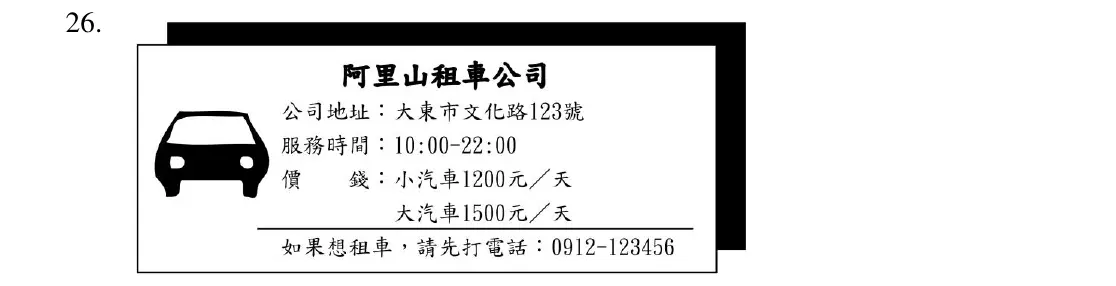 26.
阿里山租車公司
公司地址：大東市文化路123號
服務時間：10:00-22:00
價　　錢：小汽車1200元／天
大汽車1500元／天
如果想租車，請先打電話：0912-123456